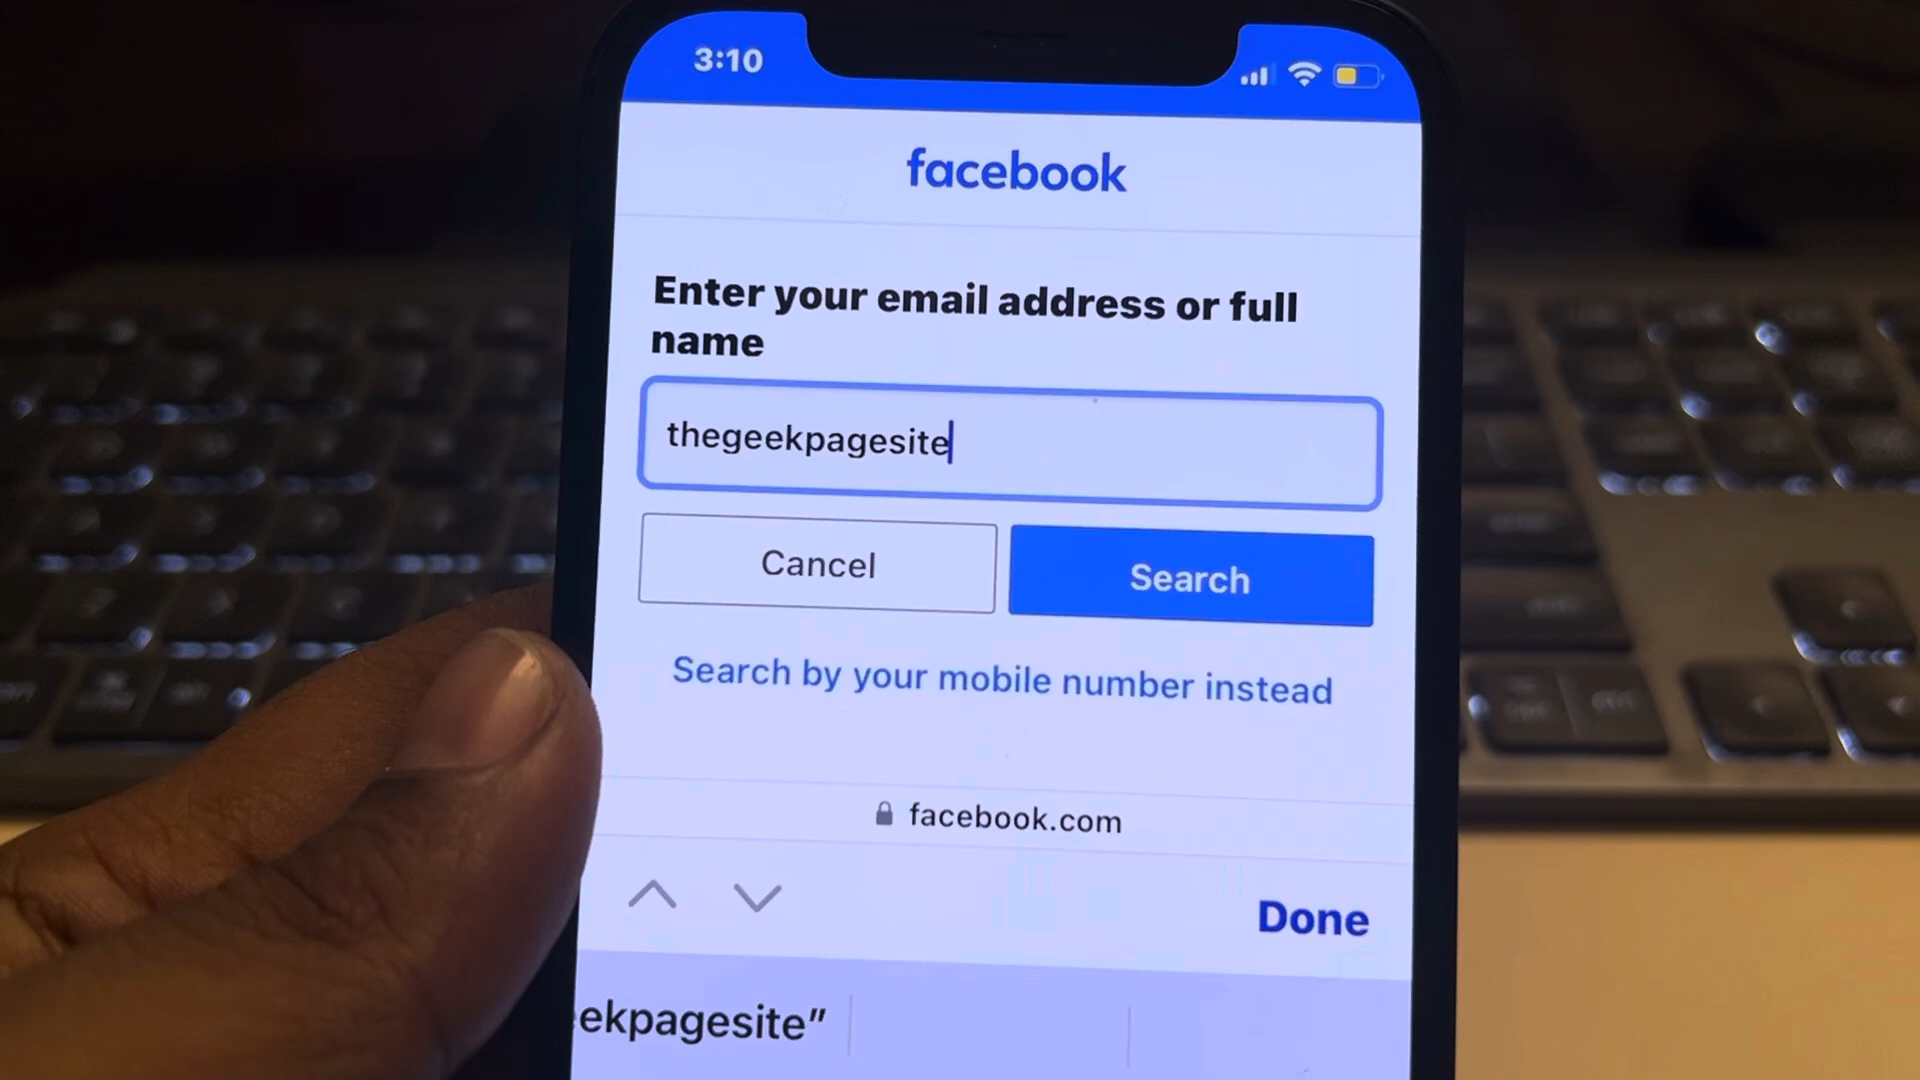 3:10
facebook
Enter your email address or full
name
thegeekpagesite
Cancel
Search
Search by your mobile number instead
facebook.com
Done
ekpagesite”